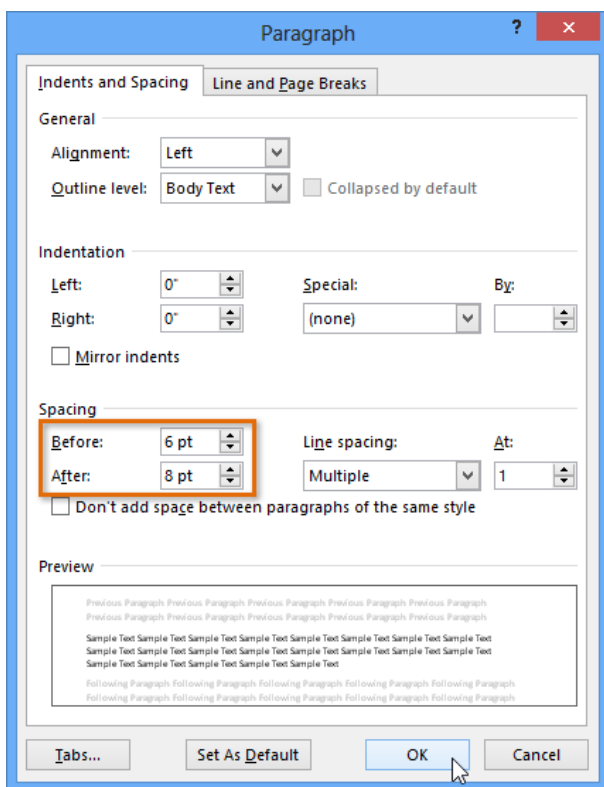 Paragraph ?
Indents and Spacing Line and Page Breaks
General
Alignment: Left
Outline level: Body Text Collapsed by default
Indentation
Left: 0" Special: By:
Right: 0" (none)
Mirror indents
Spacing
Before: 6 pt Line spacing: At:
After: 8 pt Multiple 1
Don't add space between paragraphs of the same style
Preview
Previous Paragraph Previous Paragraph Previous Paragraph Previous Paragraph Previous Paragraph
Previous Paragraph Previous Paragraph Previous Paragraph Previous Paragraph Previous Paragraph
Sample Text Sample Text Sample Text Sample Text Sample Text Sample Text Sample Text Sample Text
Sample Text Sample Text Sample Text Sample Text Sample Text Sample Text Sample Text Sample Text
Sample Text Sample Text Sample Text Sample Text Sample Text
Following Paragraph Following Paragraph Following Paragraph Following Paragraph Following Paragraph
Following Paragraph Following Paragraph Following Paragraph Following Paragraph Following Paragraph
Tabs... Set As Default OK Cancel